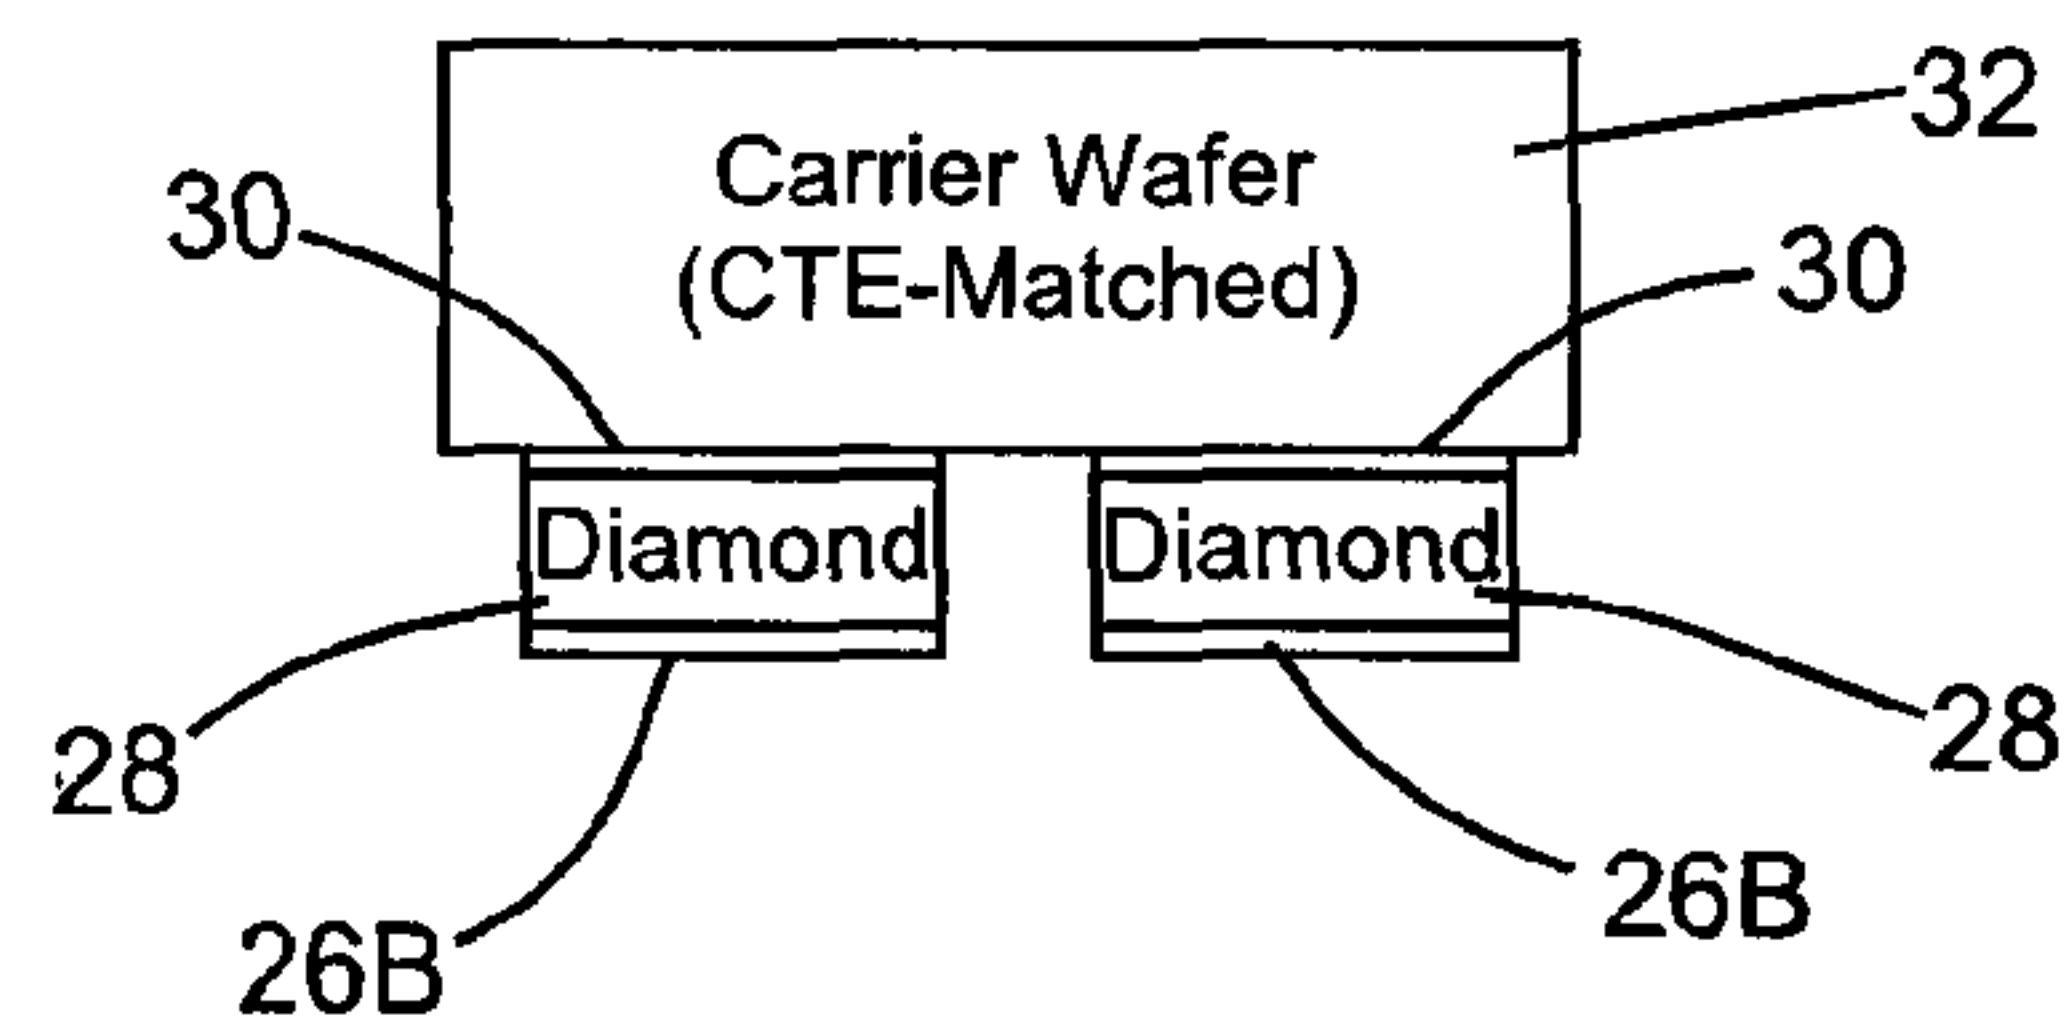 32
Carrier Wafer
30
(CTE-Matched)
30
Diamond
Diamond
28
28
26B
26B